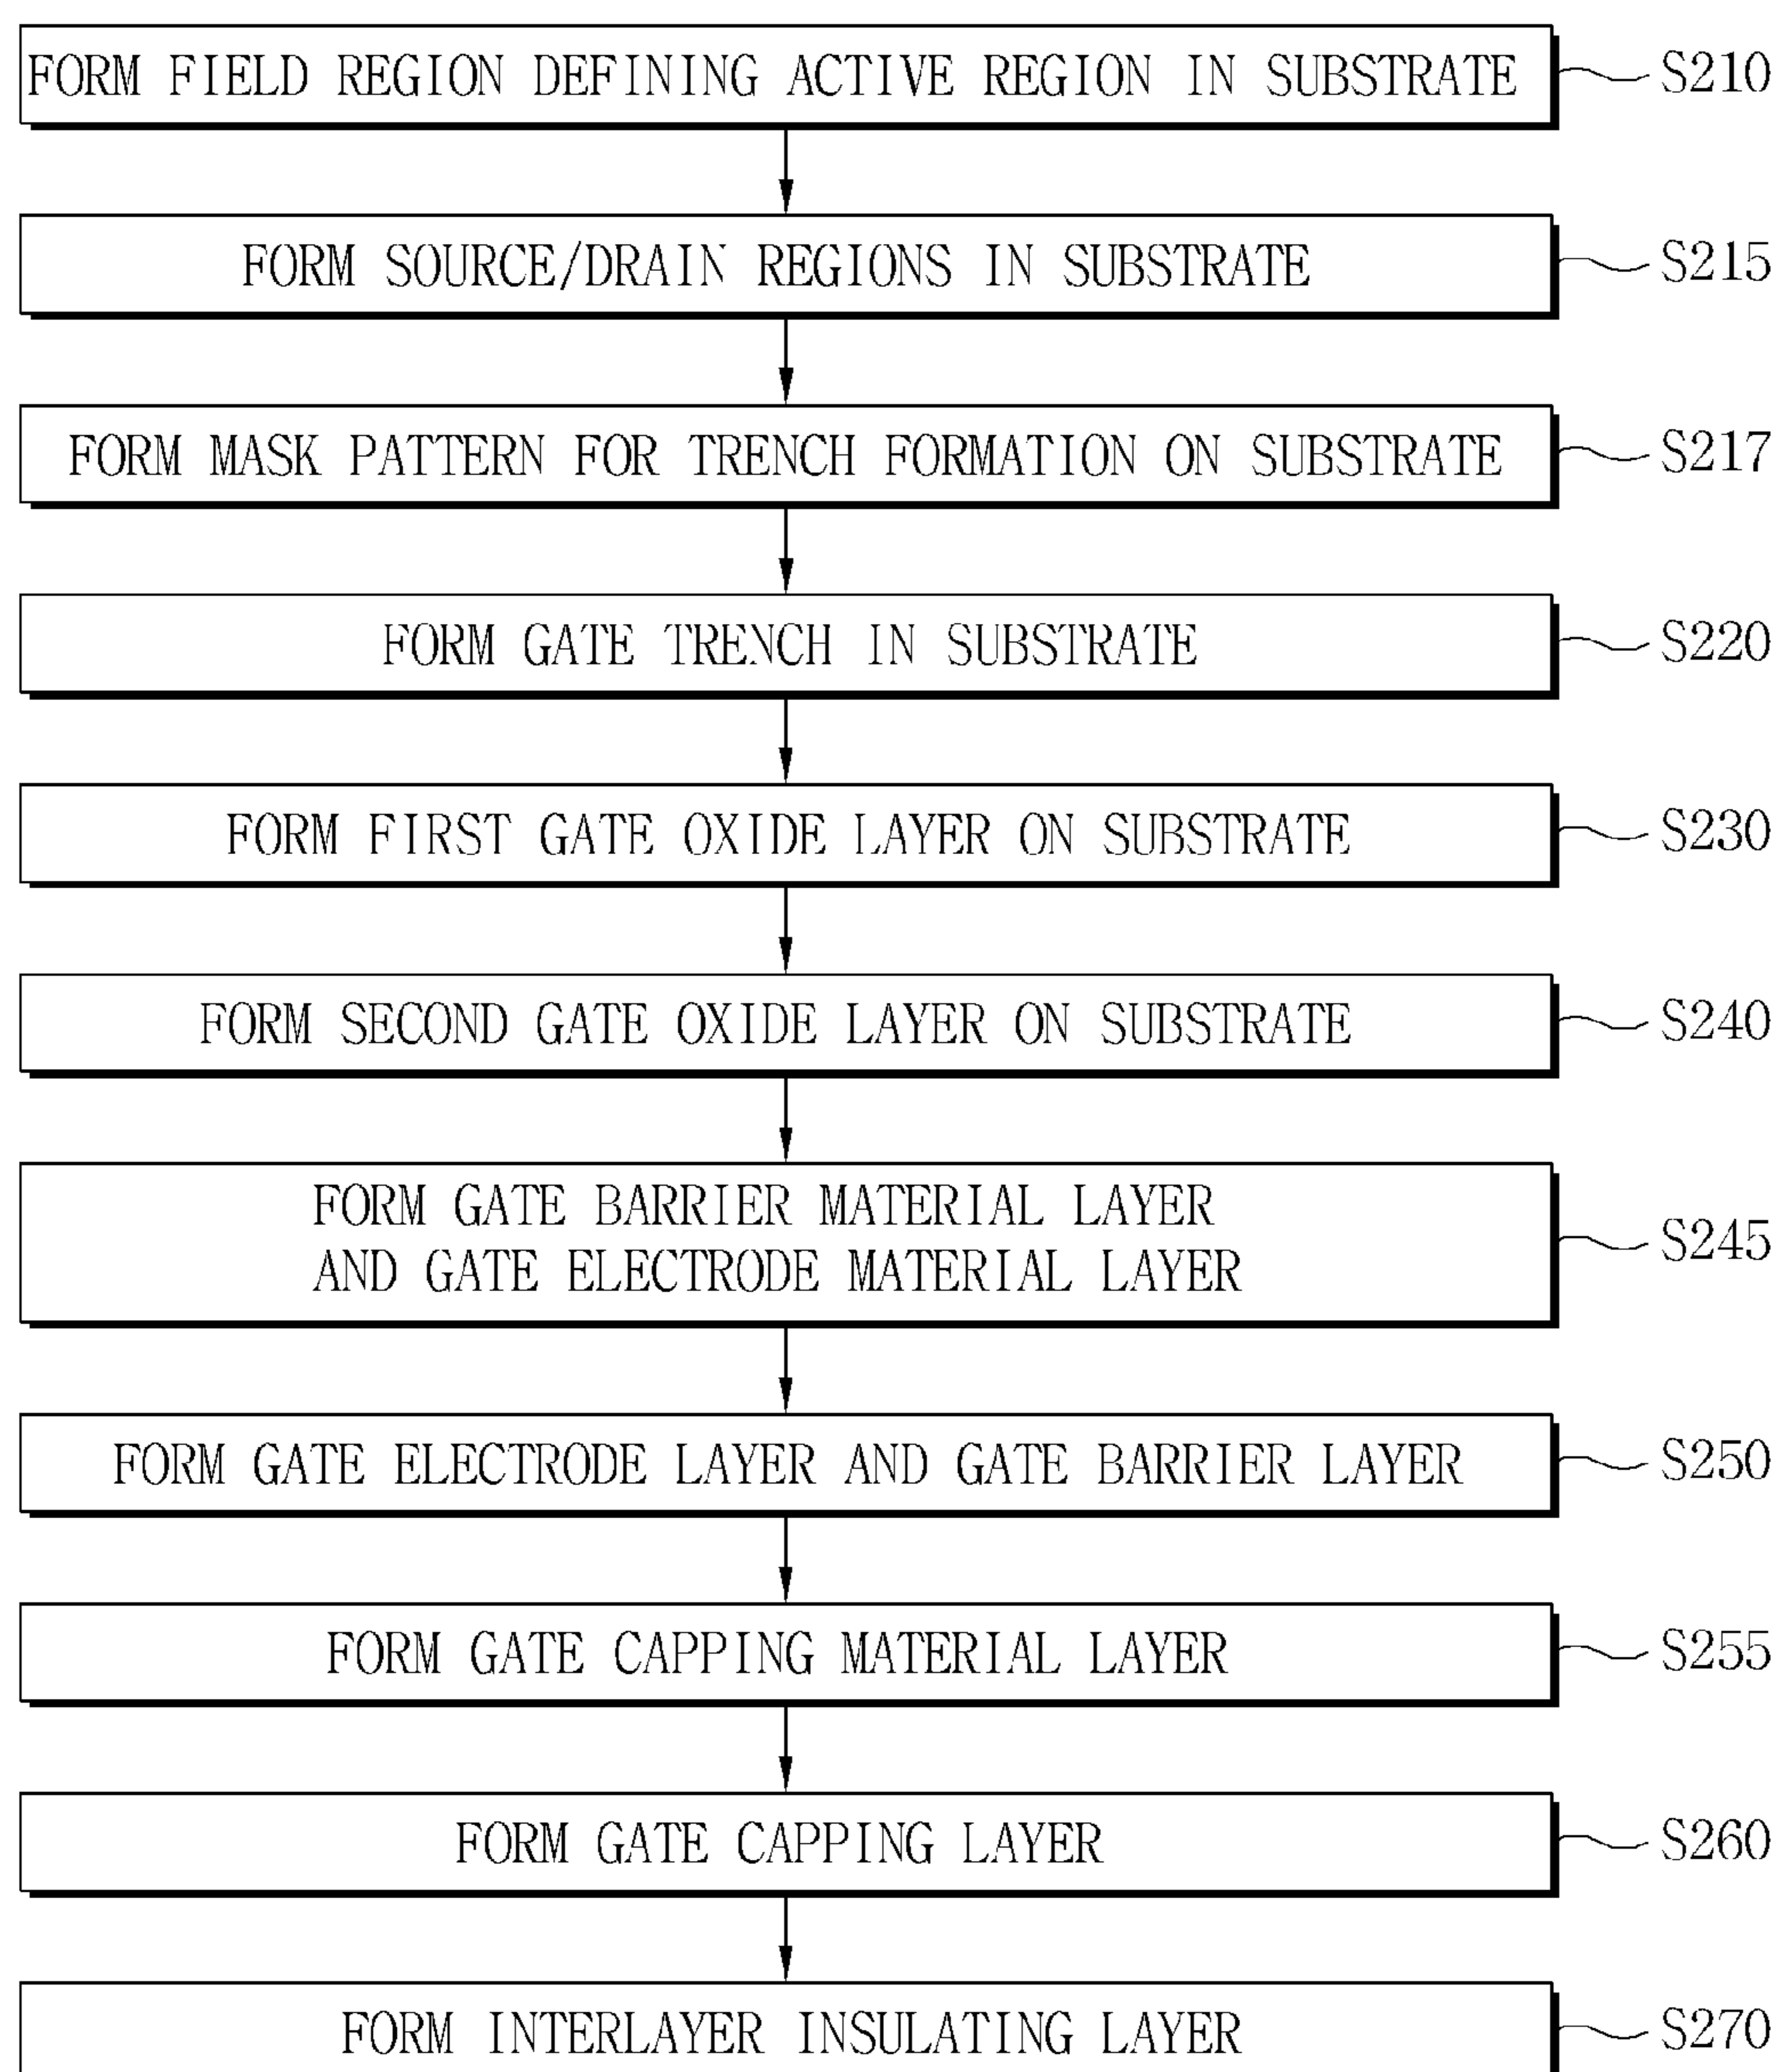 FORM FIELD REGION DEFINING ACTIVE REGION IN SUBSTRATE S210
FORM SOURCE/DRAIN REGIONS IN SUBSTRATE S215
FORM MASK PATTERN FOR TRENCH FORMATION ON SUBSTRATE S217
FORM GATE TRENCH IN SUBSTRATE S220
FORM FIRST GATE OXIDE LAYER ON SUBSTRATE S230
FORM SECOND GATE OXIDE LAYER ON SUBSTRATE S240
FORM GATE BARRIER MATERIAL LAYER
AND GATE ELECTRODE MATERIAL LAYER S245
FORM GATE ELECTRODE LAYER AND GATE BARRIER LAYER S250
FORM GATE CAPPING MATERIAL LAYER S255
FORM GATE CAPPING LAYER S260
FORM INTERLAYER INSULATING LAYER S270